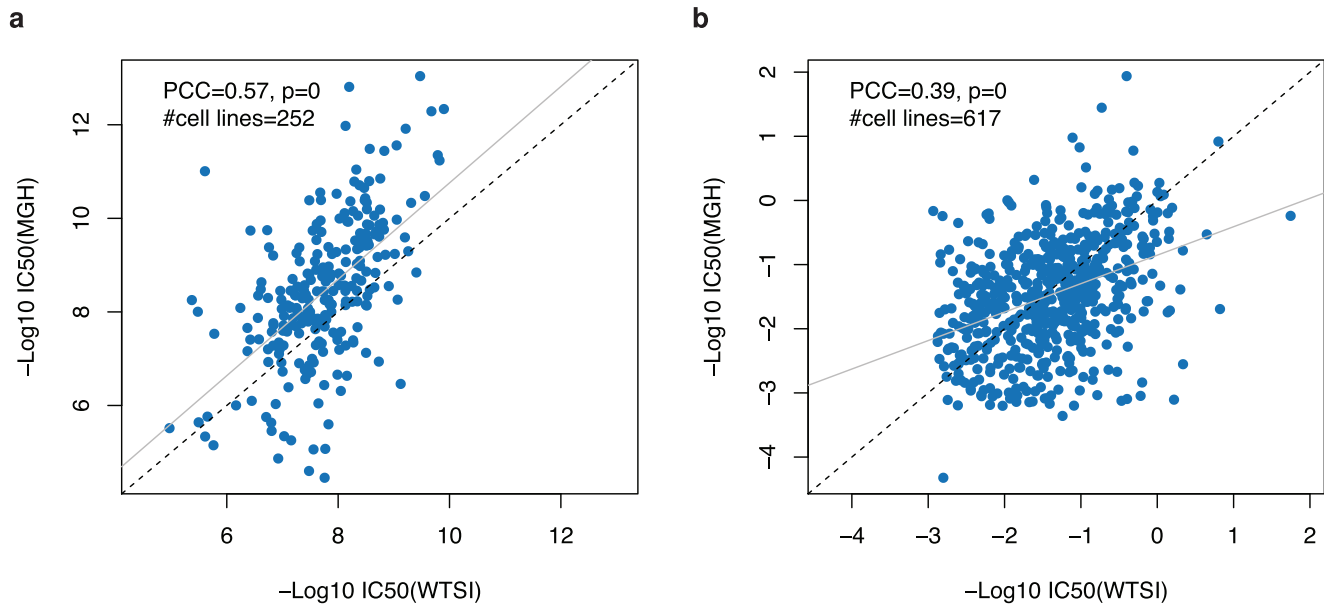 a
PCC=0.57, p=0
#cell lines=252
12
10
8
6
−Log10 IC50(MGH)
6 8 10 12
−Log10 IC50(WTSI)
b
PCC=0.39, p=0
#cell lines=617
2
1
0
−1
−2
−3
−4
−Log10 IC50(MGH)
−4 −3 −2 −1 0 1 2
−Log10 IC50(WTSI)